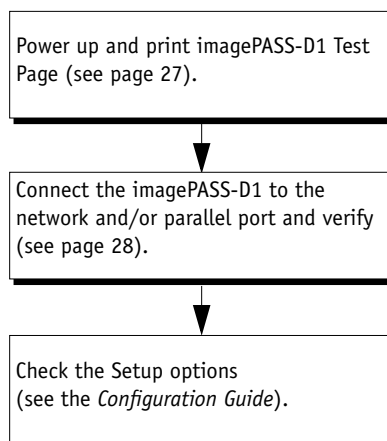 Power up and print imagePASS-D1 Test
Page (see page 27).
Connect the imagePASS-D1 to the
network and/or parallel port and verify
(see page 28).
Check the Setup options
(see the Configuration Guide).